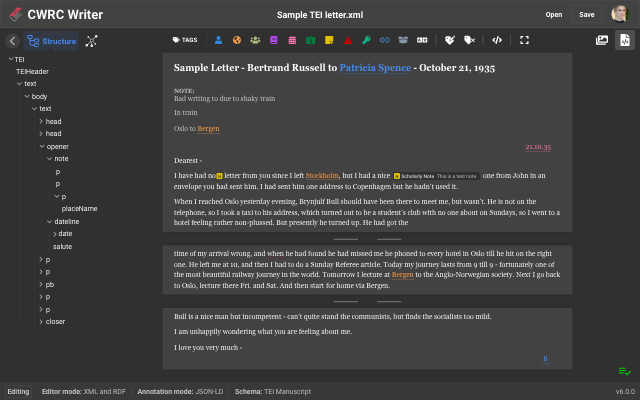 CWRC Writer
Sample TEI letter.xml
Open
Save
Structure
TAGS
TEI
TEIHeader
text
body
text
head
head
opener
note
p
p
p
placeName
dateline
date
salute
p
p
pb
p
p
closer
Sample Letter - Bertrand Russell to Patricia Spence - October 21, 1935
NOTE:
Bad writing to due to shaky train
In train
Oslo to Bergen
21.10.35
Dearest -
I have had no letter from you since I left Stockholm, but I had a nice Scholarly Note This is a test note. one from John in an
envelope you had sent him. I had sent him one address to Copenhagen but he hadn't used it.
When I reached Oslo yesterday evening, Brynjulf Bull should have been there to meet me, but wasn't. He is not on the
telephone, so I took a taxi to his address, which turned out to be a student's club with no one about on Sundays, so I went to a
hotel feeling rather non-plussed. But presently he turned up. He had got the
time of my arrival wrong, and when he had found he had missed me he phoned to every hotel in Oslo till he hit on the right
one. He left me at 10, and then I had to do a Sunday Referee article. Today my journey lasts from 9 till 9 - fortunately one of
the most beautiful railway journey in the world. Tomorrow I lecture at Bergen to the Anglo-Norwegian society. Next I go back
to Oslo, lecture there Fri. and Sat. And then start for home via Bergen.
Bull is a nice man but incompetent - can't quite stand the communists, but finds the socialists too mild.
I am unhappily wondering what you are feeling about me.
I love you very much -
B
Editing
Editor mode: XML and RDF
Annotation mode: JSON-LD
Schema: TEI Manuscript
v6.0.0